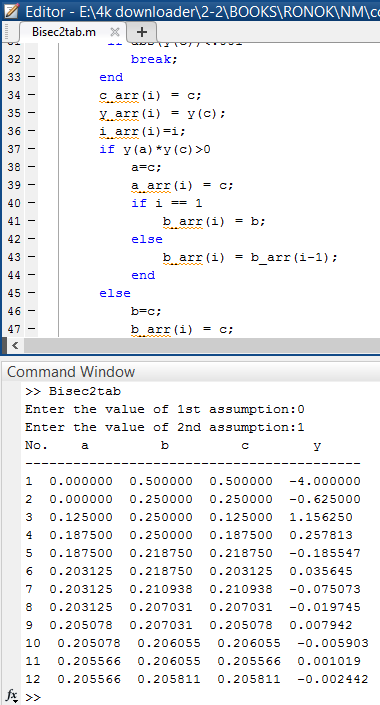 Editor - E:\4k downloader\2-2\BOOKS\RONOK\NM\co
Bisec2tab.m × +
32 - break;
33 - end
34 - c_arr(i) = c;
35 - y_arr(i) = y(c);
36 - i_arr(i)=i;
37 - if y(a)*y(c)>0
38 - a=c;
39 - a_arr(i) = c;
40 - if i == 1
41 - b_arr(i) = b;
42 - else
43 - b_arr(i) = b_arr(i-1);
44 - end
45 - else
46 - b=c;
47 - b_arr(i) = c;
Command Window
>> Bisec2tab
Enter the value of 1st assumption:0
Enter the value of 2nd assumption:1
No. a b c y
------------------------------------------
1 0.000000 0.500000 0.500000 -4.000000
2 0.000000 0.250000 0.250000 -0.625000
3 0.125000 0.250000 0.125000 1.156250
4 0.187500 0.250000 0.187500 0.257813
5 0.187500 0.218750 0.218750 -0.185547
6 0.203125 0.218750 0.203125 0.035645
7 0.203125 0.210938 0.210938 -0.075073
8 0.203125 0.207031 0.207031 -0.019745
9 0.205078 0.207031 0.205078 0.007942
10 0.205078 0.206055 0.206055 -0.005903
11 0.205566 0.206055 0.205566 0.001019
12 0.205566 0.205811 0.205811 -0.002442
fx >>